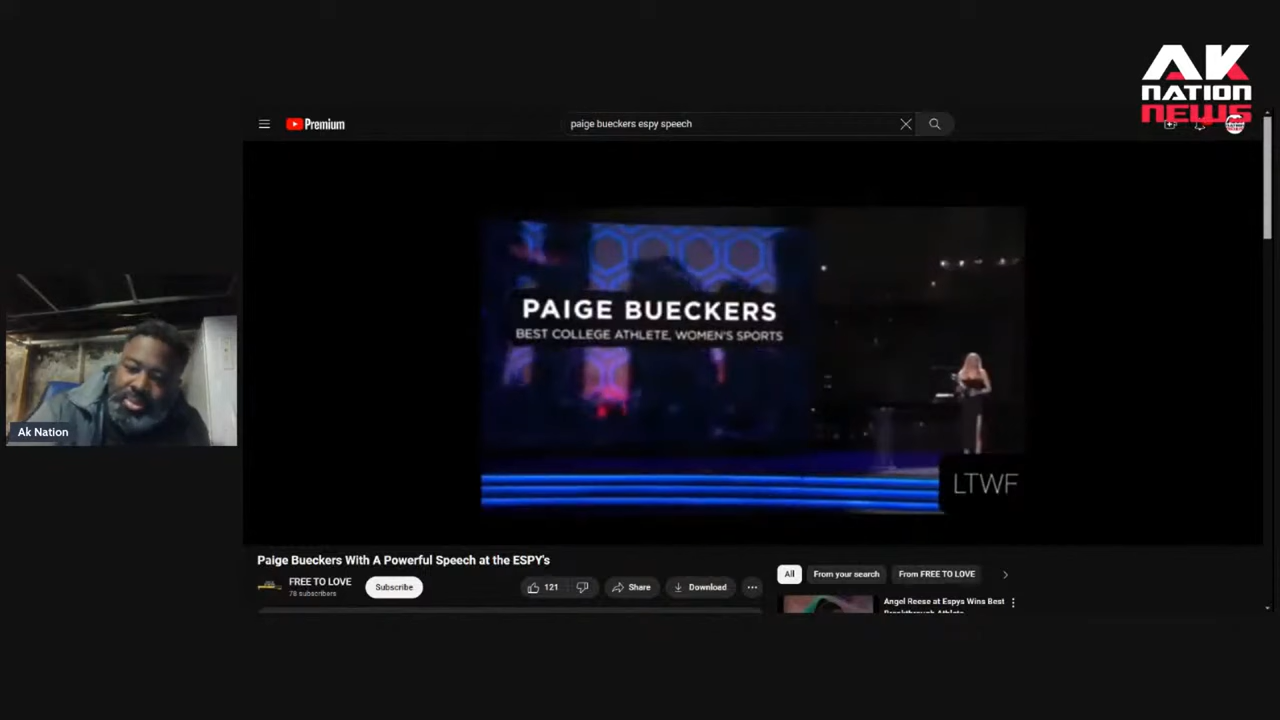 AK
NATION
NEWS
Premium
paige bueckers espy speech
PAIGE BUECKERS
BEST COLLEGE ATHLETE, WOMEN'S SPORTS
Ak Nation
LTWF
Paige Bueckers With A Powerful Speech at the ESPY's
FREE TO LOVE
78 subscribers
Subscribe
121
Share
Download
All
From your search
From FREE TO LOVE
Angel Reese at Espys Wins Best
Breakthrough Athlete